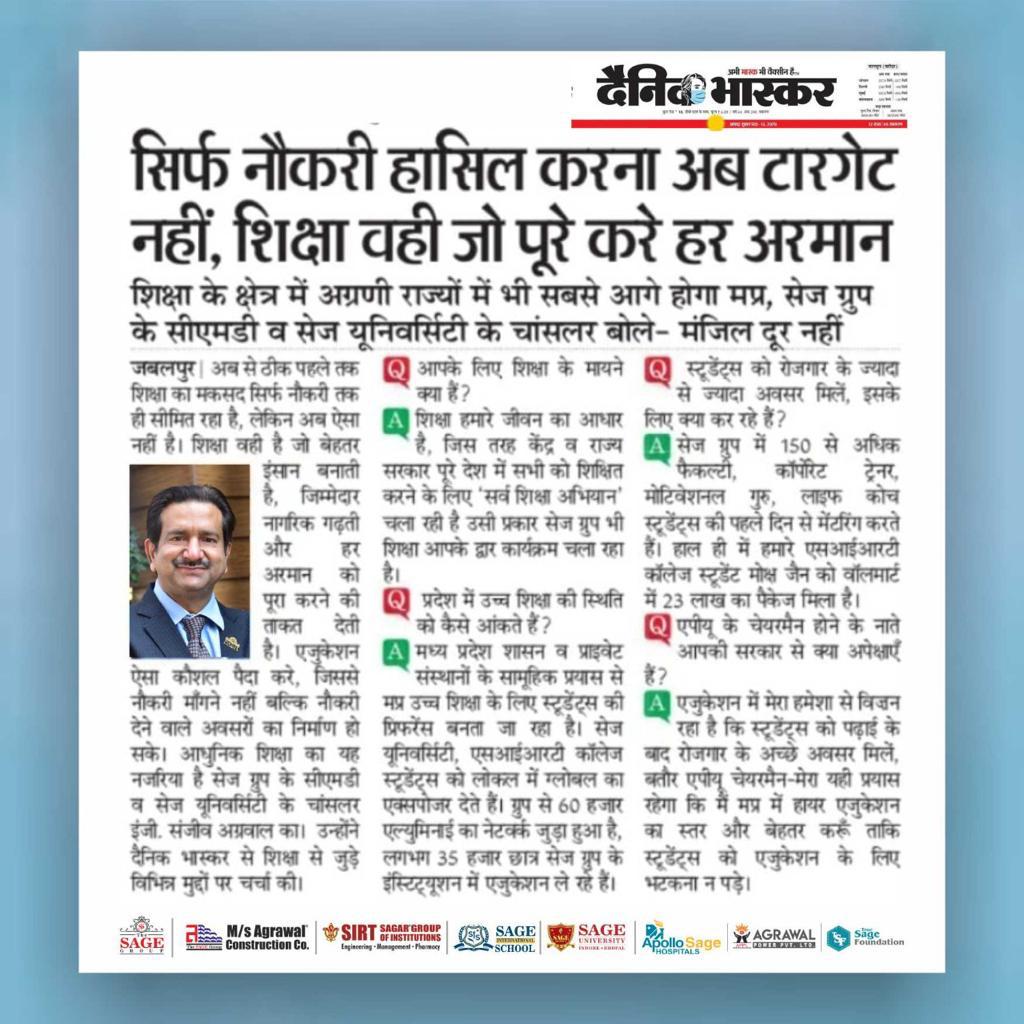 अभी मास्क भी वैक्सीन है
दैनिक भास्कर
सिर्फ नौकरी हासिल करना अब टारगेट
नहीं, शिक्षा वही जो पूरे करे हर अरमान
शिक्षा के क्षेत्र में अग्रणी राज्यों में भी सबसे आगे होगा मप्र, सेज ग्रुप
के सीएमडी व सेज यूनिवर्सिटी के चांसलर बोले– मंजिल दूर नहीं
जबलपुर | अब से ठीक पहले तक
शिक्षा का मकसद सिर्फ नौकरी तक
ही सीमित रहा है, लेकिन अब ऐसा
नहीं है। शिक्षा वही है जो बेहतर
इंसान बनाती
है, जिम्मेदार
नागरिक गढ़ती
और हर
अरमान को
पूरा करने की
ताकत देती
है। एजुकेशन
ऐसा कौशल पैदा करे, जिससे
नौकरी माँगने नहीं बल्कि नौकरी
देने वाले अवसरों का निर्माण हो
सके। आधुनिक शिक्षा का यह
नजरिया है सेज ग्रुप के सीएमडी
व सेज यूनिवर्सिटी के चांसलर
इंजी. संजीव अग्रवाल का। उन्होंने
दैनिक भास्कर से शिक्षा से जुड़े
विभिन्न मुद्दों पर चर्चा की।
Q आपके लिए शिक्षा के मायने
क्या हैं?
A शिक्षा हमारे जीवन का आधार
है, जिस तरह केंद्र व राज्य
सरकार पूरे देश में सभी को शिक्षित
करने के लिए 'सर्व शिक्षा अभियान'
चला रही है उसी प्रकार सेज ग्रुप भी
शिक्षा आपके द्वार कार्यक्रम चला रहा
है।
Q प्रदेश में उच्च शिक्षा की स्थिति
को कैसे आंकते हैं?
A मध्य प्रदेश शासन व प्राइवेट
संस्थानों के सामूहिक प्रयास से
मप्र उच्च शिक्षा के लिए स्टूडेंट्स की
प्रिफरेंस बनता जा रहा है। सेज
यूनिवर्सिटी, एसआईआरटी कॉलेज
स्टूडेंट्स को लोकल में ग्लोबल का
एक्सपोजर देते हैं। ग्रुप से 60 हजार
एल्युमिनाई का नेटवर्क जुड़ा हुआ है,
लगभग 35 हजार छात्र सेज ग्रुप के
इंस्टिट्यूशन में एजुकेशन ले रहे हैं।
Q स्टूडेंट्स को रोजगार के ज्यादा
से ज्यादा अवसर मिलें, इसके
लिए क्या कर रहे हैं?
A सेज ग्रुप में 150 से अधिक
फैकल्टी, कॉर्पोरेट ट्रेनर,
मोटिवेशनल गुरु, लाइफ कोच
स्टूडेंट्स की पहले दिन से मेंटरिंग करते
हैं। हाल ही में हमारे एसआईआरटी
कॉलेज स्टूडेंट मोक्ष जैन को वॉलमार्ट
में 23 लाख का पैकेज मिला है।
Q एपीयू के चेयरमैन होने के नाते
आपकी सरकार से क्या अपेक्षाएँ
हैं?
A एजुकेशन में मेरा हमेशा से विजन
रहा है कि स्टूडेंट्स को पढ़ाई के
बाद रोजगार के अच्छे अवसर मिलें,
बतौर एपीयू चेयरमैन-मेरा यही प्रयास
रहेगा कि मैं मप्र में हायर एजुकेशन
का स्तर और बेहतर करूँ ताकि
स्टूडेंट्स को एजुकेशन के लिए
भटकना न पड़े।
The SAGE GROUP
M/s Agrawal Construction Co.
SIRT SAGAR GROUP OF INSTITUTIONS
Engineering • Management • Pharmacy
SAGE INTERNATIONAL SCHOOL
SAGE UNIVERSITY
INDORE • BHOPAL
Apollo Sage HOSPITALS
AGRAWAL POWER PVT. LTD.
The Sage Foundation